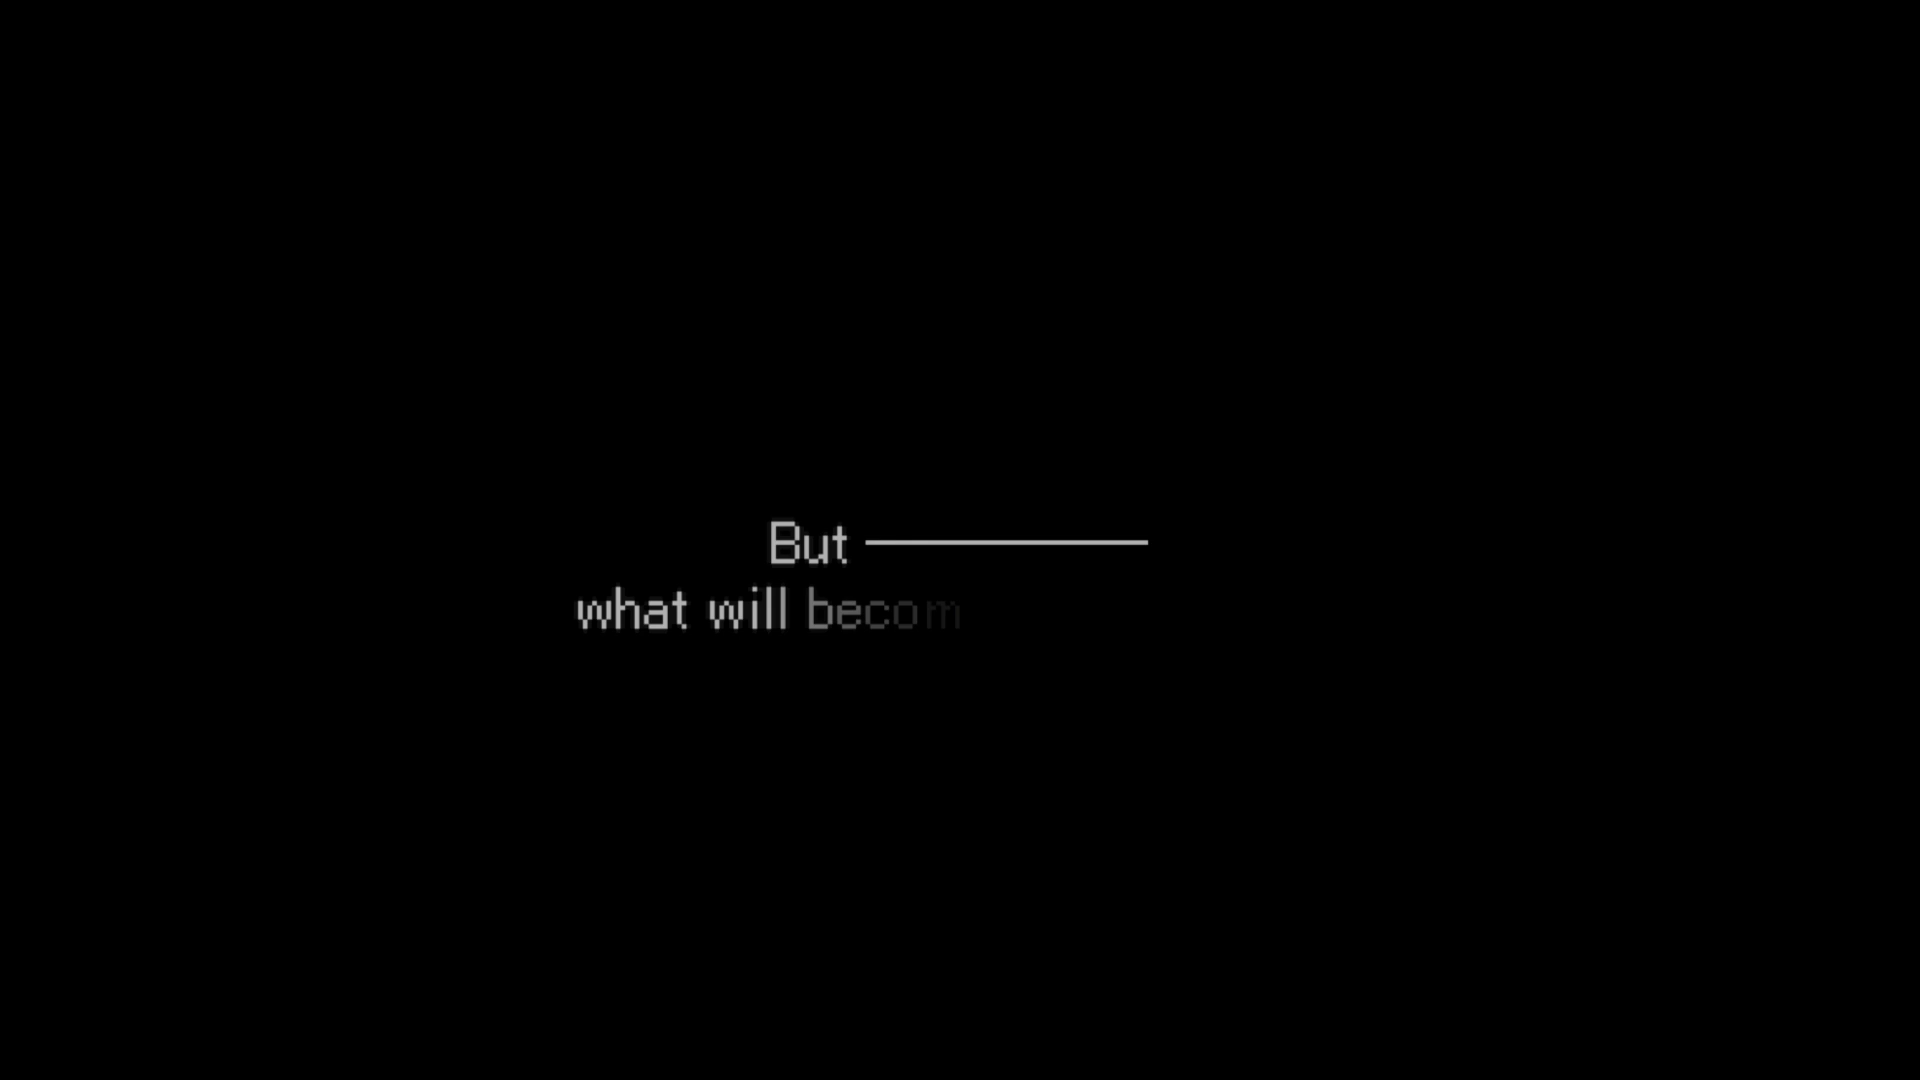 But ————
what will becom